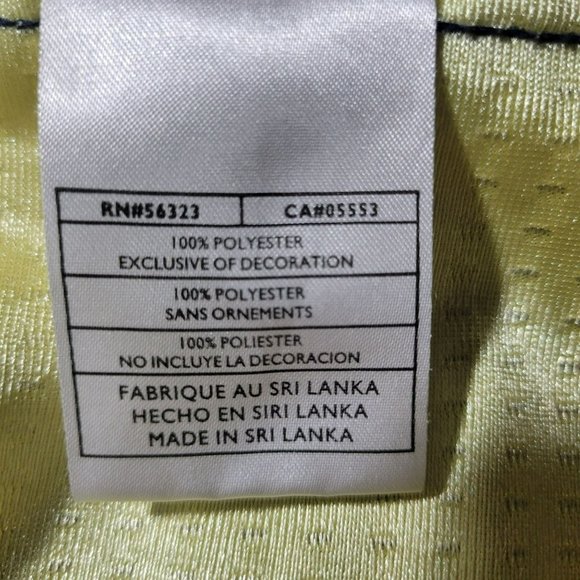 RN#56323 CA#05553
100% POLYESTER
EXCLUSIVE OF DECORATION
100% POLYESTER
SANS ORNEMENTS
100% POLIESTER
NO INCLUYE LA DECORACION
FABRIQUE AU SRI LANKA
HECHO EN SIRI LANKA
MADE IN SRI LANKA